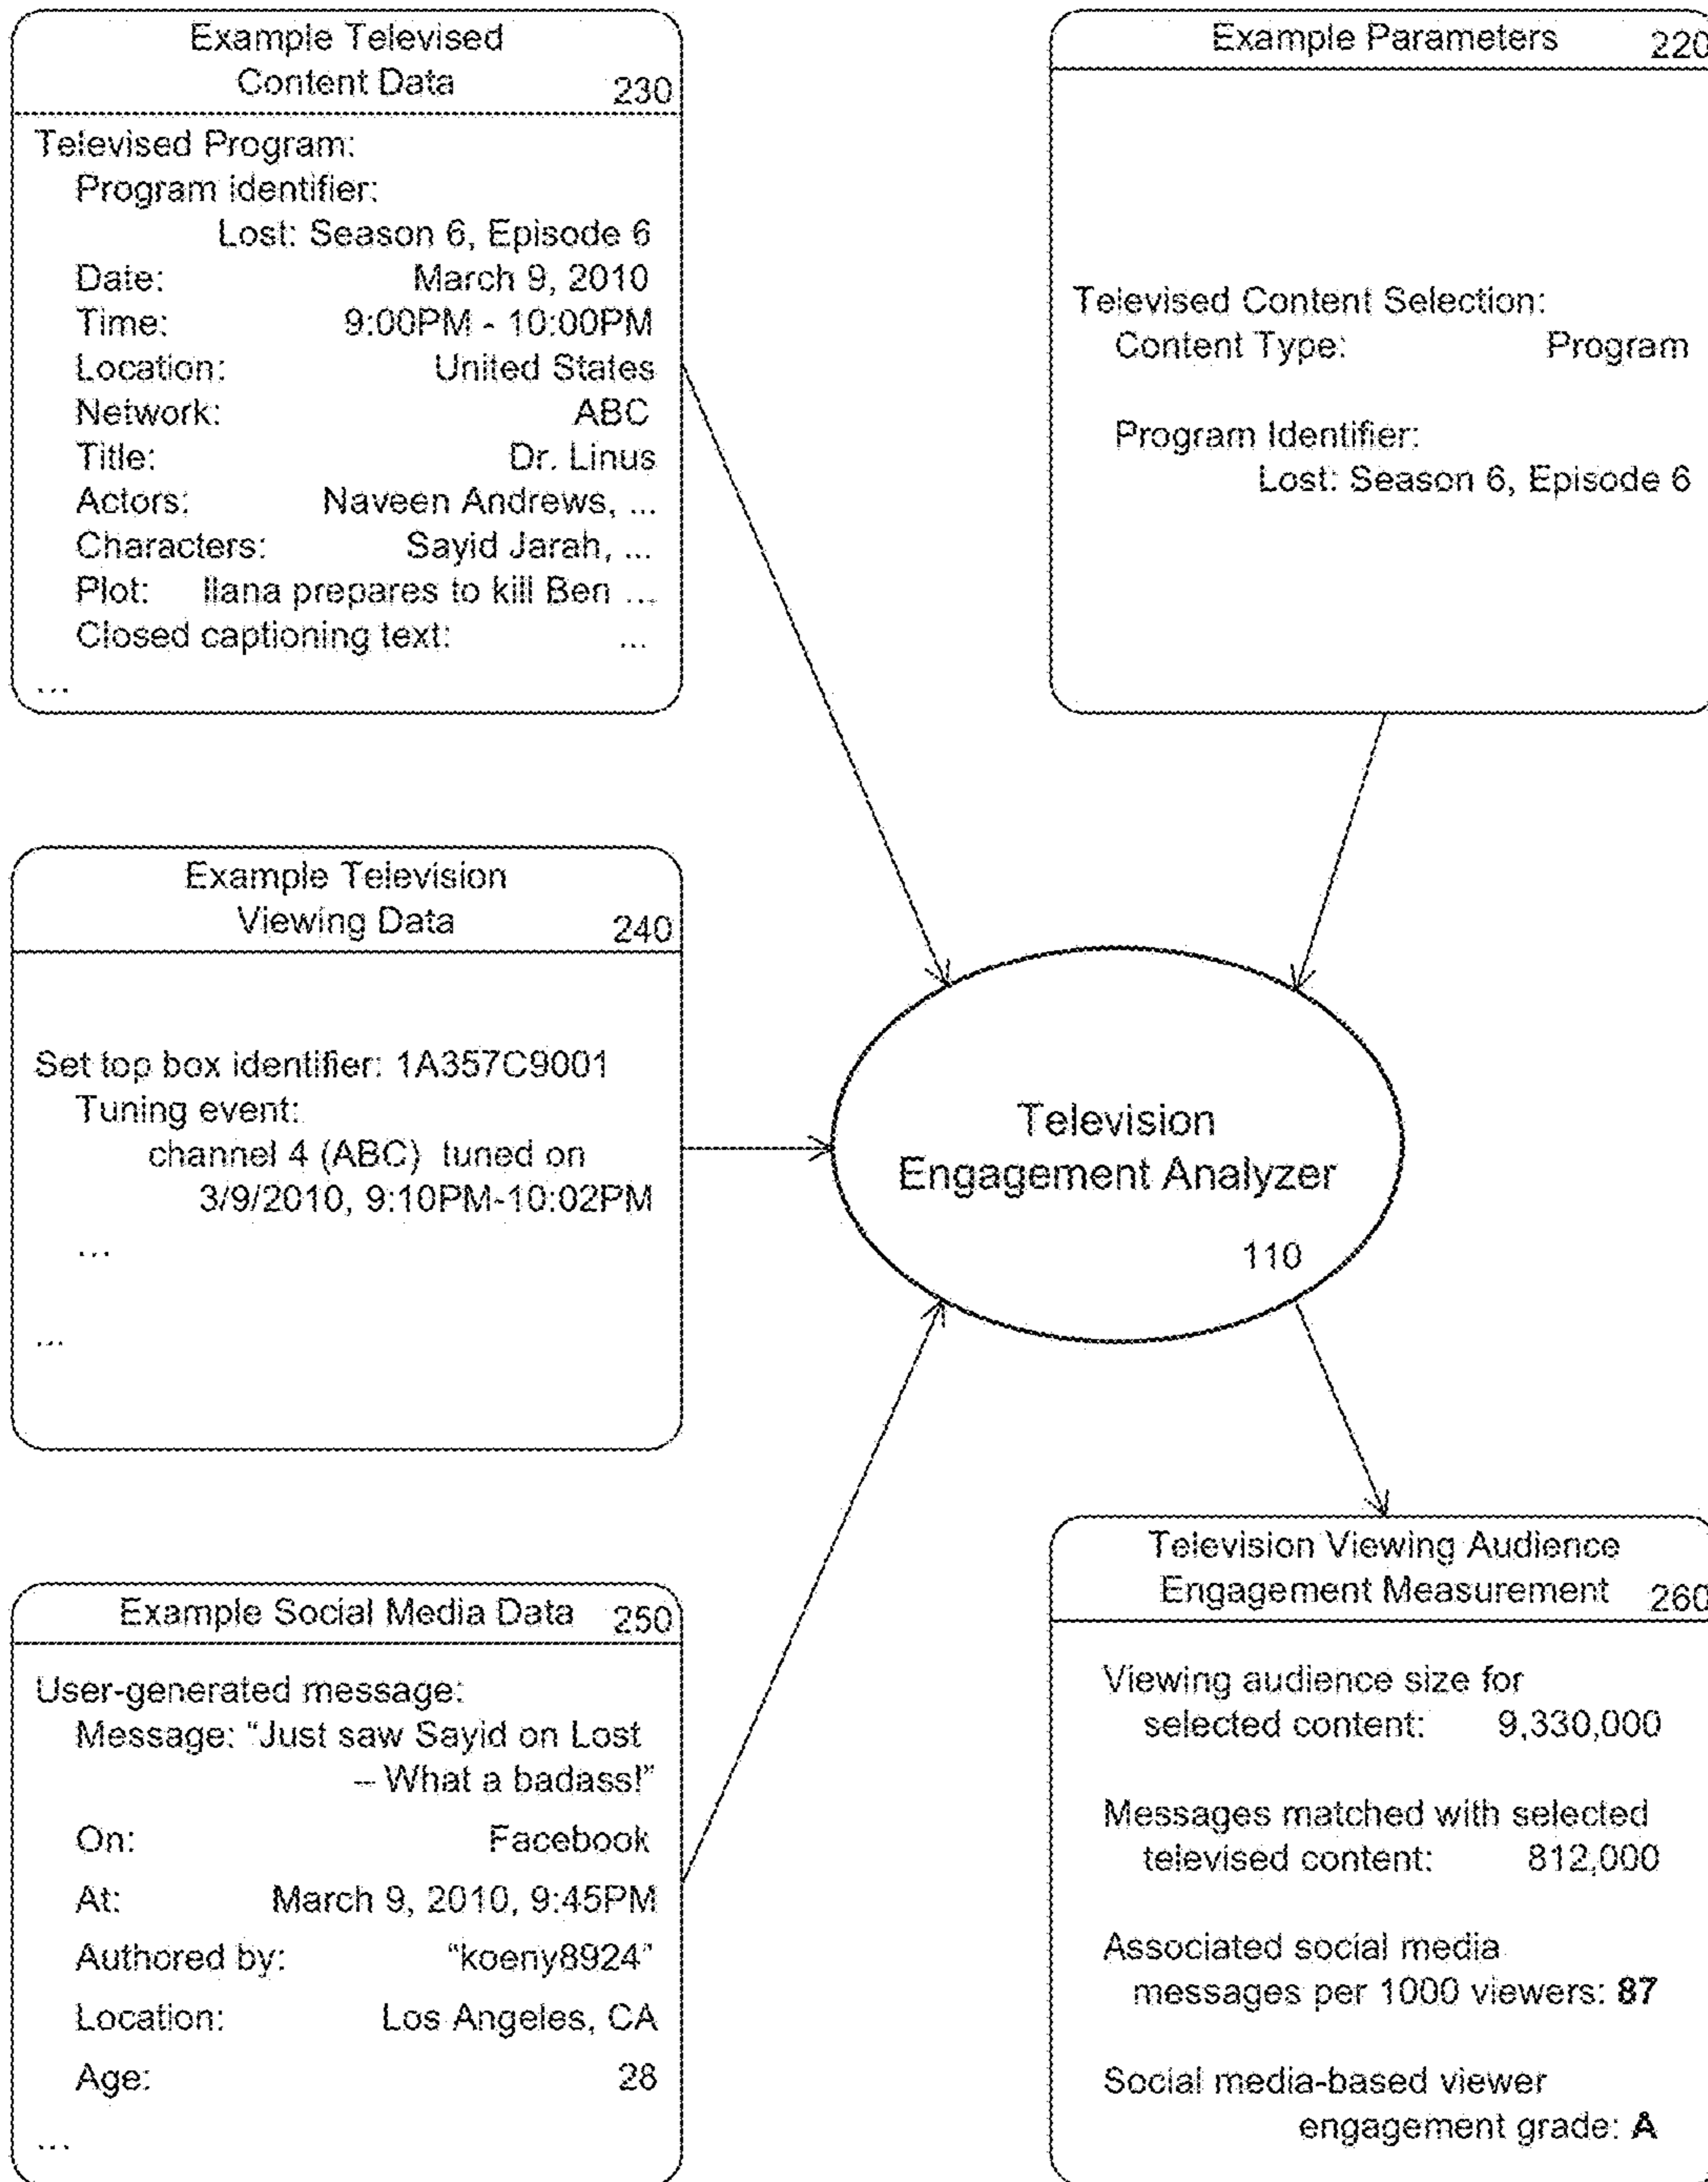 Example Televised
Content Data 230
Televised Program:
Program identifier:
Lost: Season 6, Episode 6
Date: March 9, 2010
Time: 9:00PM - 10:00PM
Location: United States
Network: ABC
Title: Dr. Linus
Actors: Naveen Andrews, ...
Characters: Sayid Jarah, ...
Plot: Ilana prepares to kill Ben ...
Closed captioning text: ...
...
Example Parameters 220
Televised Content Selection:
Content Type: Program
Program Identifier:
Lost: Season 6, Episode 6
Example Television
Viewing Data 240
Set top box identifier: 1A357C9001
Tuning event:
channel 4 (ABC) tuned on
3/9/2010, 9:10PM-10:02PM
...
...
Television
Engagement Analyzer
110
Example Social Media Data 250
User-generated message:
Message: "Just saw Sayid on Lost
– What a badass!"
On: Facebook
At: March 9, 2010, 9:45PM
Authored by: "koeny8924"
Location: Los Angeles, CA
Age: 28
...
Television Viewing Audience
Engagement Measurement 260
Viewing audience size for
selected content: 9,330,000
Messages matched with selected
televised content: 812,000
Associated social media
messages per 1000 viewers: 87
Social media-based viewer
engagement grade: A